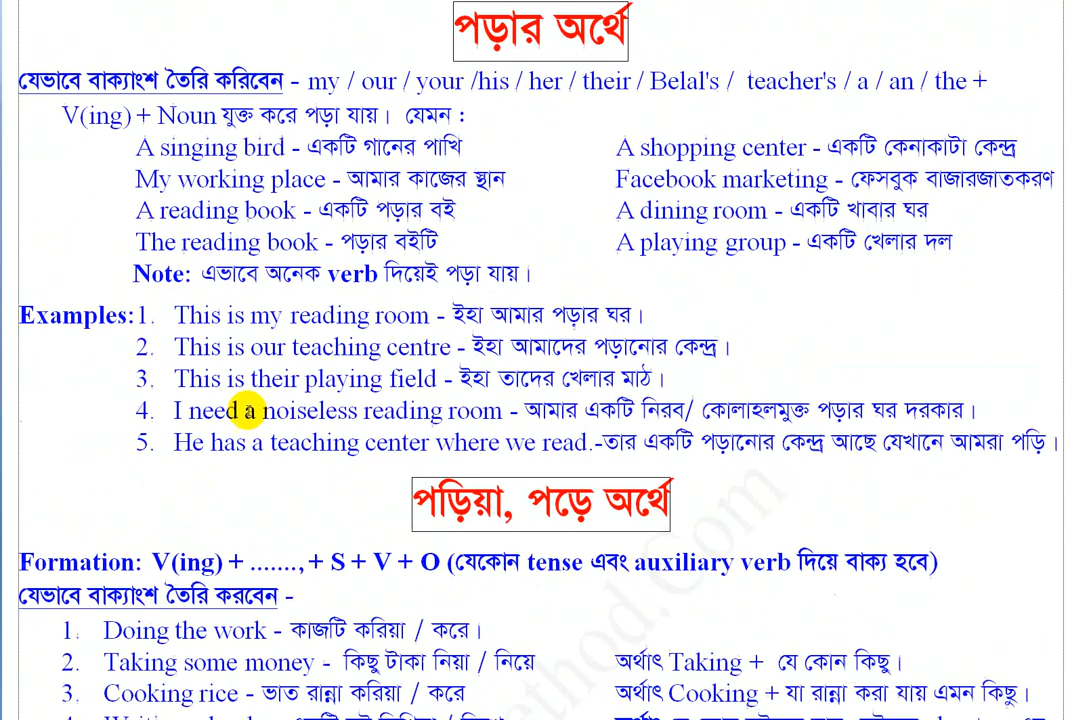 পড়ার অর্থে
যেভাবে বাক্যাংশ তৈরি করিবেন - my / our / your /his / her / their / Belal's / teacher's / a / an / the +
V(ing) + Noun যুক্ত করে পড়া যায়। যেমন :
A singing bird - একটি গানের পাখি A shopping center - একটি কেনাকাটা কেন্দ্র
My working place - আমার কাজের স্থান Facebook marketing - ফেসবুক বাজারজাতকরণ
A reading book - একটি পড়ার বই A dining room - একটি খাবার ঘর
The reading book - পড়ার বইটি A playing group - একটি খেলার দল
Note: এভাবে অনেক verb দিয়েই পড়া যায়।
Examples:1. This is my reading room - ইহা আমার পড়ার ঘর।
2. This is our teaching centre - ইহা আমাদের পড়ানোর কেন্দ্র।
3. This is their playing field - ইহা তাদের খেলার মাঠ।
4. I need a noiseless reading room - আমার একটি নিরব/ কোলাহলমুক্ত পড়ার ঘর দরকার।
5. He has a teaching center where we read.-তার একটি পড়ানোর কেন্দ্র আছে যেখানে আমরা পড়ি।
পড়িয়া, পড়ে অর্থে
Formation: V(ing) + ......., + S + V + O (যেকোন tense এবং auxiliary verb দিয়ে বাক্য হবে)
যেভাবে বাক্যাংশ তৈরি করবেন -
1. Doing the work - কাজটি করিয়া / করে।
2. Taking some money - কিছু টাকা নিয়া / নিয়ে অর্থাৎ Taking + যে কোন কিছু।
3. Cooking rice - ভাত রান্না করিয়া / করে অর্থাৎ Cooking + যা রান্না করা যায় এমন কিছু।